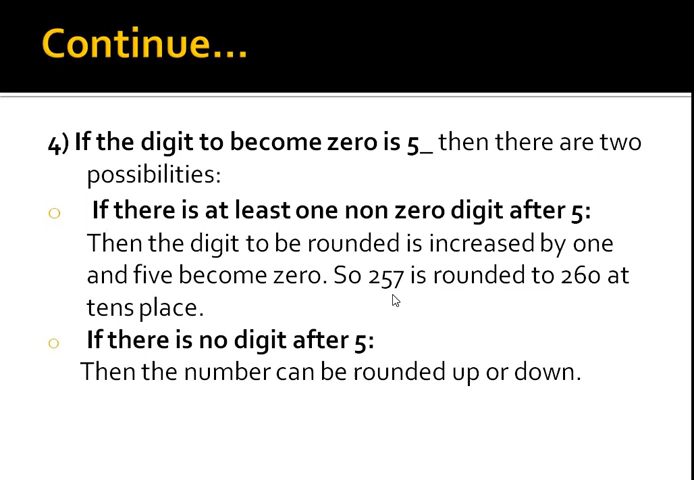 Continue...
4) If the digit to become zero is 5_ then there are two
possibilities:
o If there is at least one non zero digit after 5:
Then the digit to be rounded is increased by one
and five become zero. So 257 is rounded to 260 at
tens place.
o If there is no digit after 5:
Then the number can be rounded up or down.